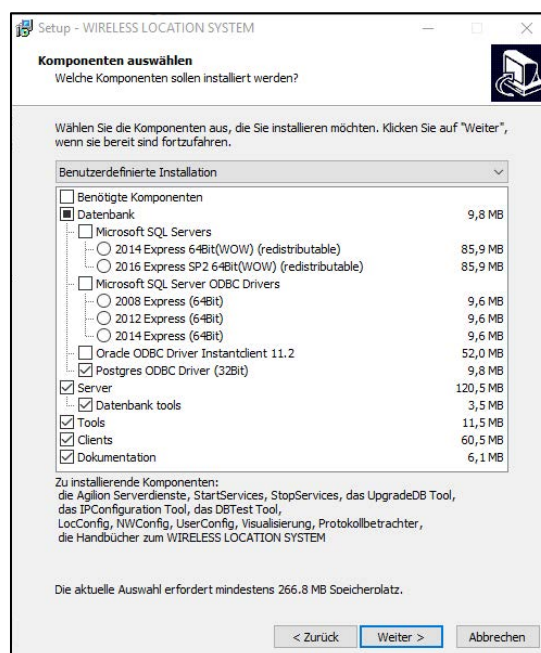 Setup - WIRELESS LOCATION SYSTEM
Komponenten auswählen
Welche Komponenten sollen installiert werden?
Wählen Sie die Komponenten aus, die Sie installieren möchten. Klicken Sie auf "Weiter",
wenn sie bereit sind fortzufahren.
Benutzerdefinierte Installation
Benötigte Komponenten
Datenbank 9,8 MB
Microsoft SQL Servers
2014 Express 64Bit(WOW) (redistributable) 85,9 MB
2016 Express SP2 64Bit(WOW) (redistributable) 85,9 MB
Microsoft SQL Server ODBC Drivers
2008 Express (64Bit) 9,6 MB
2012 Express (64Bit) 9,6 MB
2014 Express (64Bit) 9,6 MB
Oracle ODBC Driver Instantclient 11.2 52,0 MB
Postgres ODBC Driver (32Bit) 9,8 MB
Server 120,5 MB
Datenbank tools 3,5 MB
Tools 11,5 MB
Clients 60,5 MB
Dokumentation 6,1 MB
Zu installierende Komponenten:
die Agilion Serverdienste, StartServices, StopServices, das UpgradeDB Tool,
das IPConfiguration Tool, das DBTest Tool,
LocConfig, NWConfig, UserConfig, Visualisierung, Protokollbetrachter,
die Handbücher zum WIRELESS LOCATION SYSTEM
Die aktuelle Auswahl erfordert mindestens 266.8 MB Speicherplatz.
< Zurück Weiter > Abbrechen